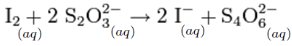 I₂ + 2 S₂O₃²⁻ → 2 I⁻ + S₄O₆²⁻
(aq) (aq) (aq) (aq)